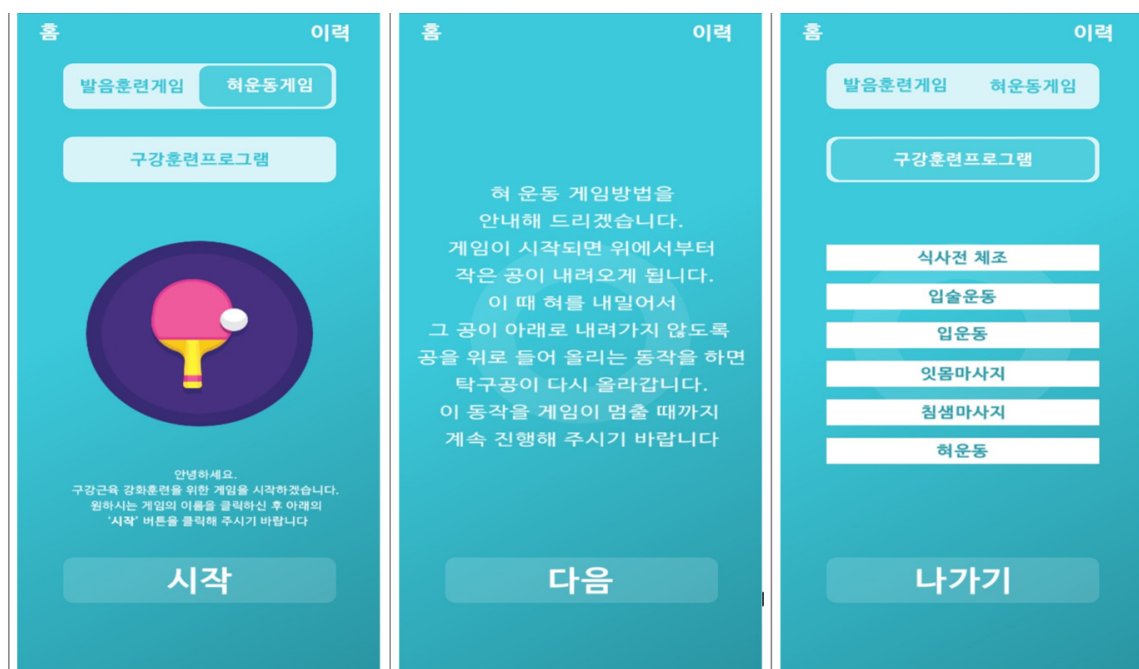 홈 이력
발음훈련게임 혀운동게임
구강훈련프로그램
안녕하세요.
구강근육 강화훈련을 위한 게임을 시작하겠습니다.
원하시는 게임의 이름을 클릭하신 후 아래의
'시작' 버튼을 클릭해 주시기 바랍니다
시작
홈 이력
혀 운동 게임방법을
안내해 드리겠습니다.
게임이 시작되면 위에서부터
작은 공이 내려오게 됩니다.
이 때 혀를 내밀어서
그 공이 아래로 내려가지 않도록
공을 위로 들어 올리는 동작을 하면
탁구공이 다시 올라갑니다.
이 동작을 게임이 멈출 때까지
계속 진행해 주시기 바랍니다
다음
홈 이력
발음훈련게임 혀운동게임
구강훈련프로그램
식사전 체조
입술운동
입운동
잇몸마사지
침샘마사지
혀운동
나가기